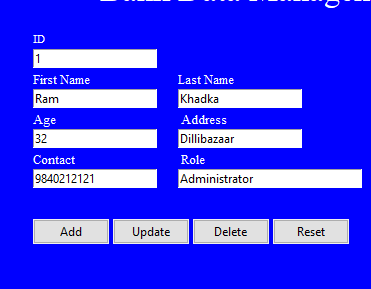 ID
1
First Name Last Name
Ram Khadka
Age Address
32 Dillibazaar
Contact Role
9840212121 Administrator
Add Update Delete Reset